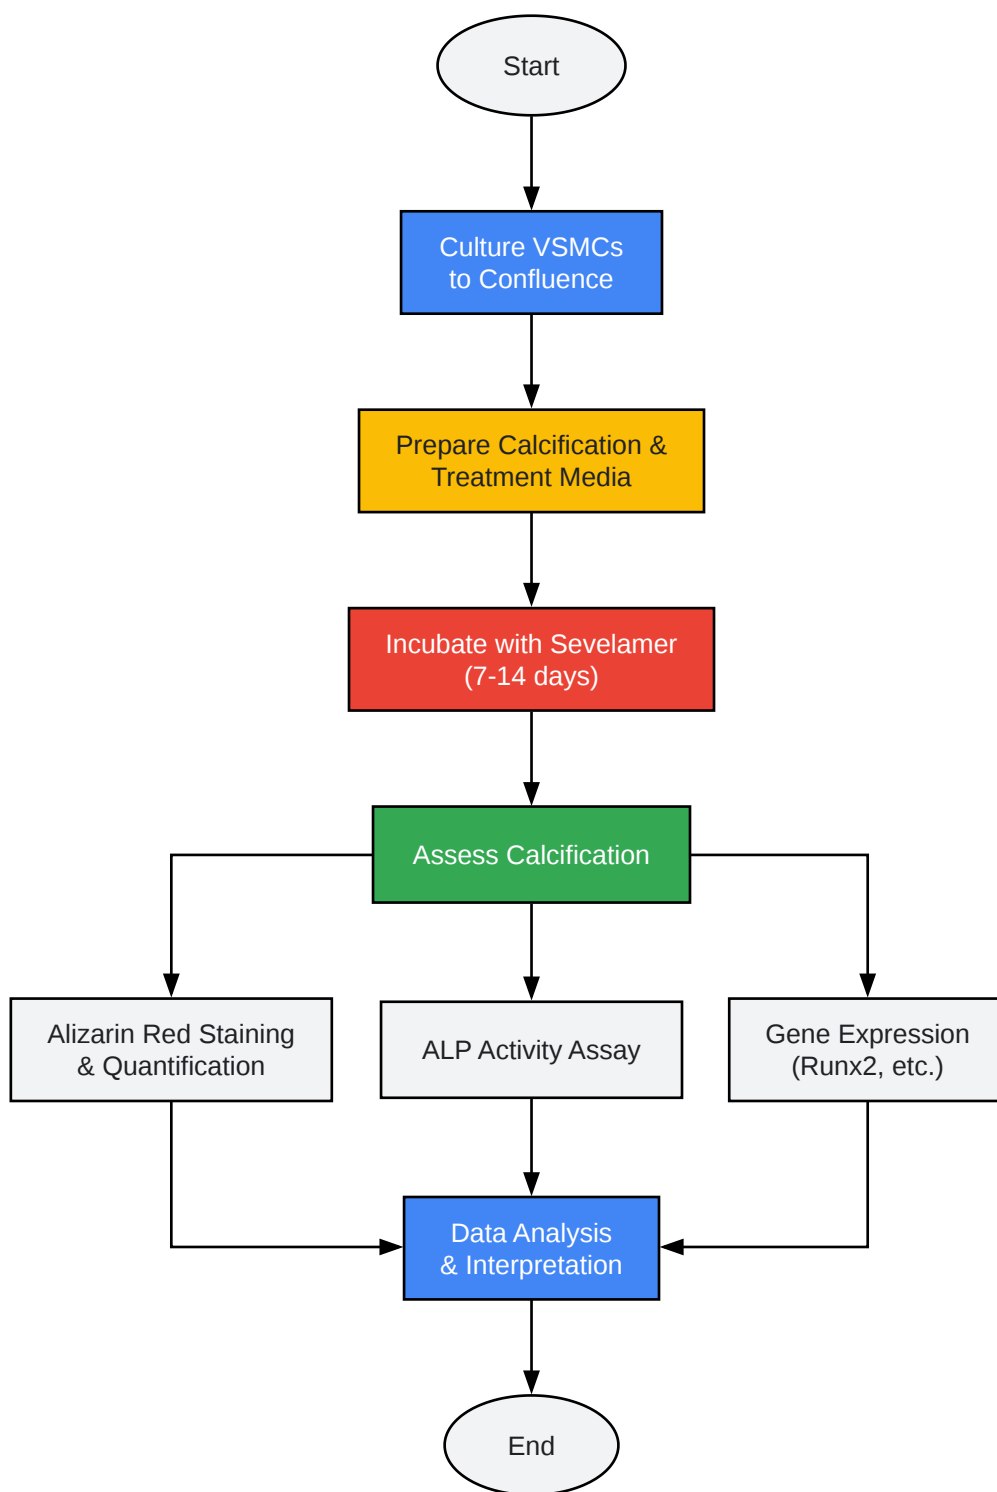 Start
Culture VSMCs
to Confluence
Prepare Calcification &
Treatment Media
Incubate with Sevelamer
(7-14 days)
Assess Calcification
Alizarin Red Staining
& Quantification
ALP Activity Assay
Gene Expression
(Runx2, etc.)
Data Analysis
& Interpretation
End